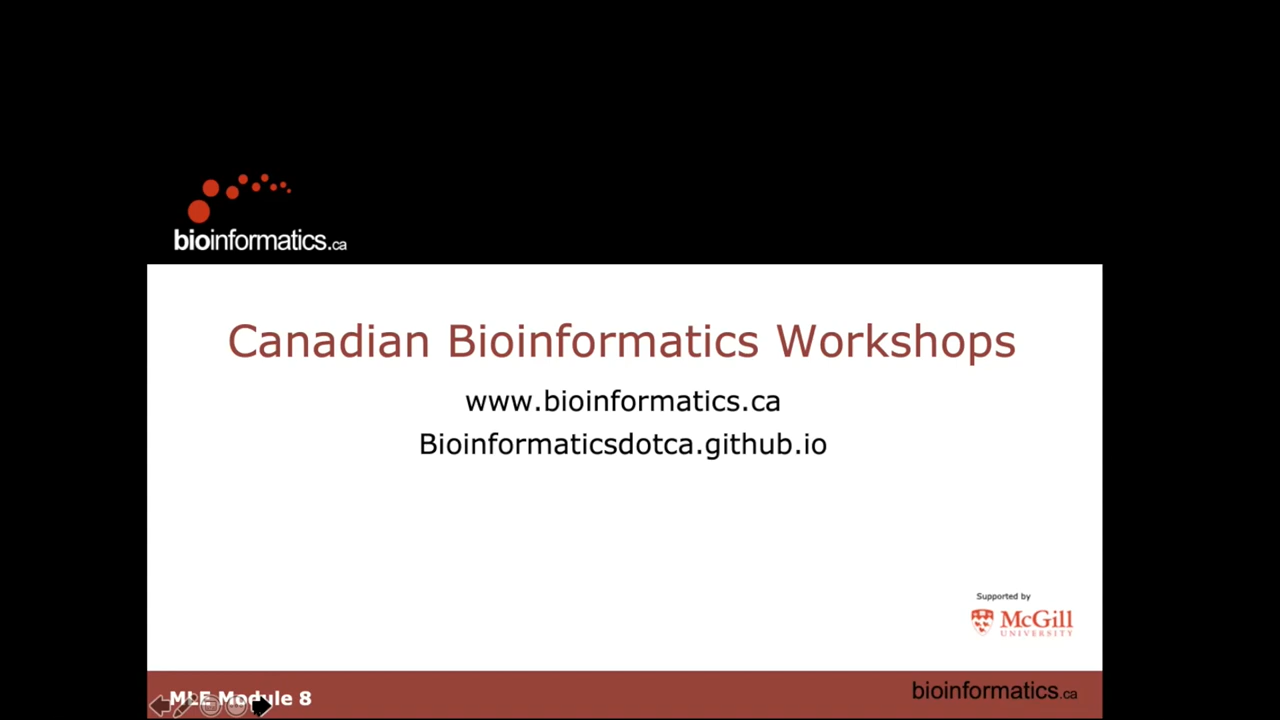 bioinformatics.ca
Canadian Bioinformatics Workshops
www.bioinformatics.ca
Bioinformaticsdotca.github.io
Supported by
McGill
UNIVERSITY
MLE Module 8
bioinformatics.ca